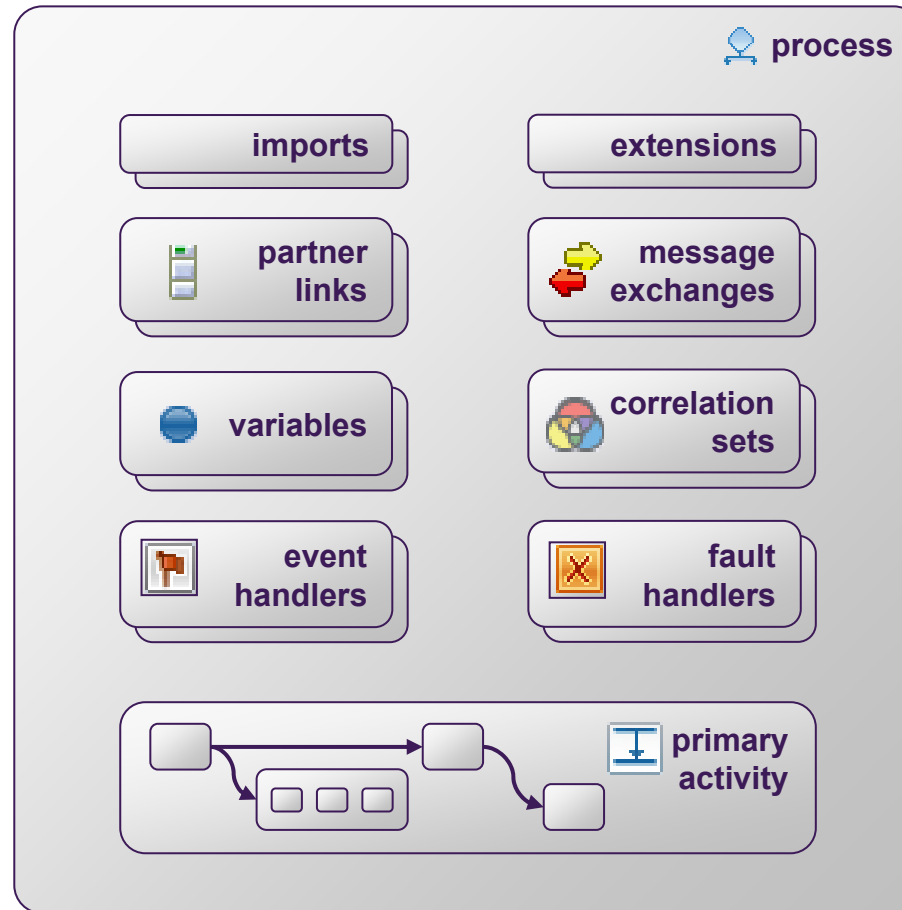 process
imports
extensions
partner
links
message
exchanges
variables
correlation
sets
event
handlers
fault
handlers
primary
activity